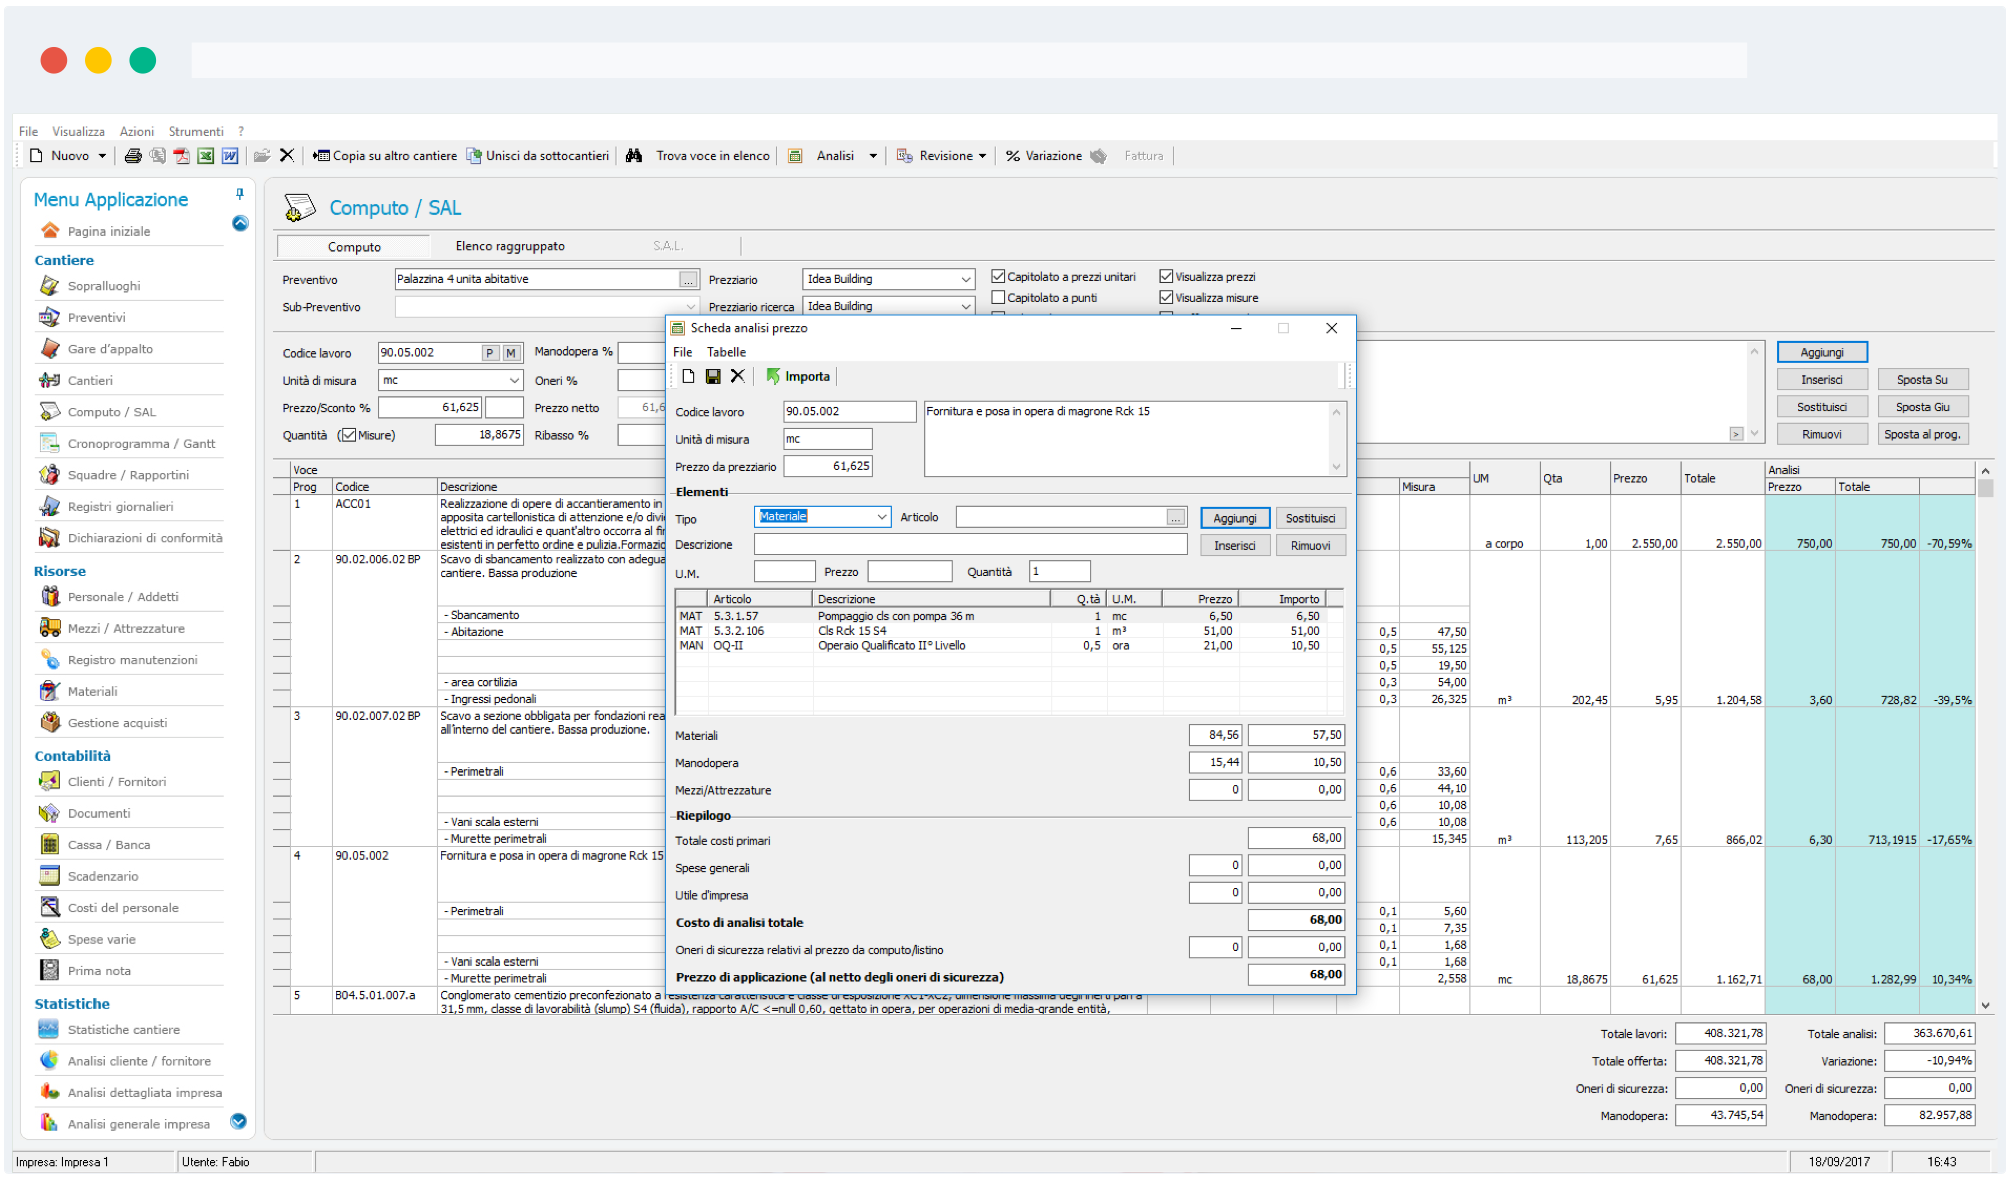 File Visualizza Azioni Strumenti ?
Nuovo Copia su altro cantiere Unisci da sottocantieri Trova voce in elenco Analisi Revisione % Variazione Fattura
Menu Applicazione
Pagina iniziale
Cantiere
Sopralluoghi
Preventivi
Gare d'appalto
Cantieri
Computo / SAL
Cronoprogramma / Gantt
Squadre / Rapportini
Registri giornalieri
Dichiarazioni di conformità
Risorse
Personale / Addetti
Mezzi / Attrezzature
Registro manutenzioni
Materiali
Gestione acquisti
Contabilità
Clienti / Fornitori
Documenti
Cassa / Banca
Scadenzario
Costi del personale
Spese varie
Prima nota
Statistiche
Statistiche cantiere
Analisi cliente / fornitore
Analisi dettagliata impresa
Analisi generale impresa
Computo / SAL
Computo Elenco raggruppato S.A.L.
Preventivo Palazzina 4 unita abitative ... Prezziario Idea Building Capitolato a prezzi unitari Visualizza prezzi
Capitolato a punti Visualizza misure
Sub-Preventivo Prezziario ricerca Idea Building
Codice lavoro 90.05.002 P M Manodopera %
Unità di misura mc Oneri %
Prezzo/Sconto % 61,625 Prezzo netto 61,6
Quantità ( Misure) 18,8675 Ribasso %
Aggiungi
Inserisci Sposta Su
Sostituisci Sposta Giu
> Rimuovi Sposta al prog.
Voce UM Qta Prezzo Totale Analisi
Prog Codice Descrizione Misura Prezzo Totale
1 ACC01 Realizzazione di opere di accantieramento in
apposita cartellonistica di attenzione e/o divie
elettrici ed idraulici e quant'altro occorra al fin
esistenti in perfetto ordine e pulizia.Formazio a corpo 1,00 2.550,00 2.550,00 750,00 750,00 -70,59%
2 90.02.006.02 BP Scavo di sbancamento realizzato con adegua
cantiere. Bassa produzione
- Sbancamento
- Abitazione 0,5 47,50
0,5 55,125
0,5 19,50
- area cortilizia 0,3 54,00
- Ingressi pedonali 0,3 26,325 m³ 202,45 5,95 1.204,58 3,60 728,82 -39,5%
3 90.02.007.02 BP Scavo a sezione obbligata per fondazioni rea
all'interno del cantiere. Bassa produzione.
- Perimetrali 0,6 33,60
0,6 44,10
0,6 10,08
- Vani scala esterni 0,6 10,08
- Murette perimetrali 15,345 m³ 113,205 7,65 866,02 6,30 713,1915 -17,65%
4 90.05.002 Fornitura e posa in opera di magrone Rck 15
- Perimetrali 0,1 5,60
0,1 7,35
0,1 1,68
- Vani scala esterni 0,1 1,68
- Murette perimetrali 2,558 mc 18,8675 61,625 1.162,71 68,00 1.282,99 10,34%
5 B04.5.01.007.a Conglomerato cementizio preconfezionato a resistenza caratteristica e classe di esposizione XC1-XC2, dimensione massima degli inerti pari a
31,5 mm, classe di lavorabilità (slump) S4 (fluida), rapporto A/C <=null 0,60, gettato in opera, per operazioni di media-grande entità,
Scheda analisi prezzo
File Tabelle
Importa
Codice lavoro 90.05.002 Fornitura e posa in opera di magrone Rck 15
Unità di misura mc
Prezzo da prezziario 61,625
Elementi
Tipo Materiale Articolo ... Aggiungi Sostituisci
Descrizione Inserisci Rimuovi
U.M. Prezzo Quantità 1
Articolo Descrizione Q.tà U.M. Prezzo Importo
MAT 5.3.1.57 Pompaggio cls con pompa 36 m 1 mc 6,50 6,50
MAT 5.3.2.106 Cls Rck 15 S4 1 m³ 51,00 51,00
MAN OQ-II Operaio Qualificato II° Livello 0,5 ora 21,00 10,50
Materiali 84,56 57,50
Manodopera 15,44 10,50
Mezzi/Attrezzature 0 0,00
Riepilogo
Totale costi primari 68,00
Spese generali 0 0,00
Utile d'impresa 0 0,00
Costo di analisi totale 68,00
Oneri di sicurezza relativi al prezzo da computo/listino 0 0,00
Prezzo di applicazione (al netto degli oneri di sicurezza) 68,00
Totale lavori: 408.321,78 Totale analisi: 363.670,61
Totale offerta: 408.321,78 Variazione: -10,94%
Oneri di sicurezza: 0,00 Oneri di sicurezza: 0,00
Manodopera: 43.745,54 Manodopera: 82.957,88
Impresa: Impresa 1 Utente: Fabio 18/09/2017 16:43